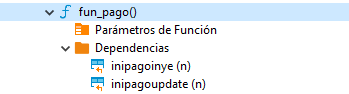 fun_pago()
Parámetros de Función
Dependencias
inipagoinye (n)
inipagoupdate (n)